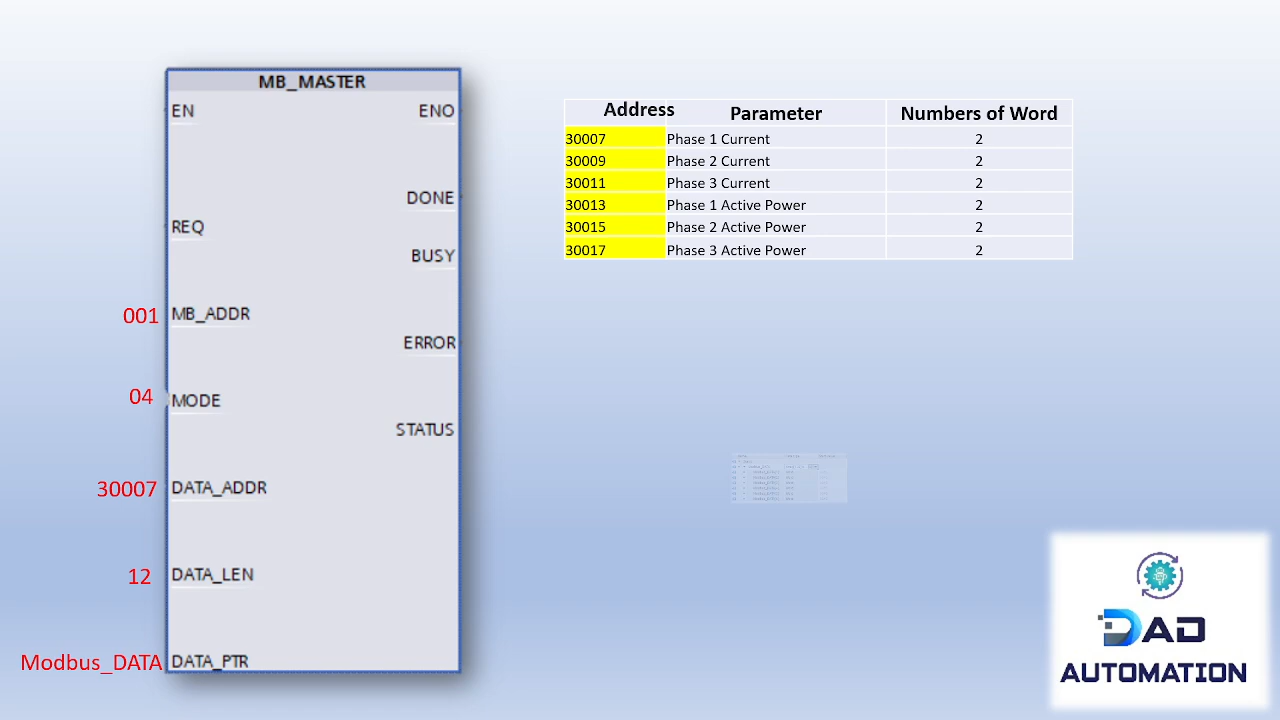 MB_MASTER
EN ENO
DONE
REQ
BUSY
001 MB_ADDR
ERROR
04 MODE
STATUS
30007 DATA_ADDR
12 DATA_LEN
Modbus_DATA DATA_PTR
Address Parameter Numbers of Word
30007 Phase 1 Current 2
30009 Phase 2 Current 2
30011 Phase 3 Current 2
30013 Phase 1 Active Power 2
30015 Phase 2 Active Power 2
30017 Phase 3 Active Power 2
DAD
AUTOMATION